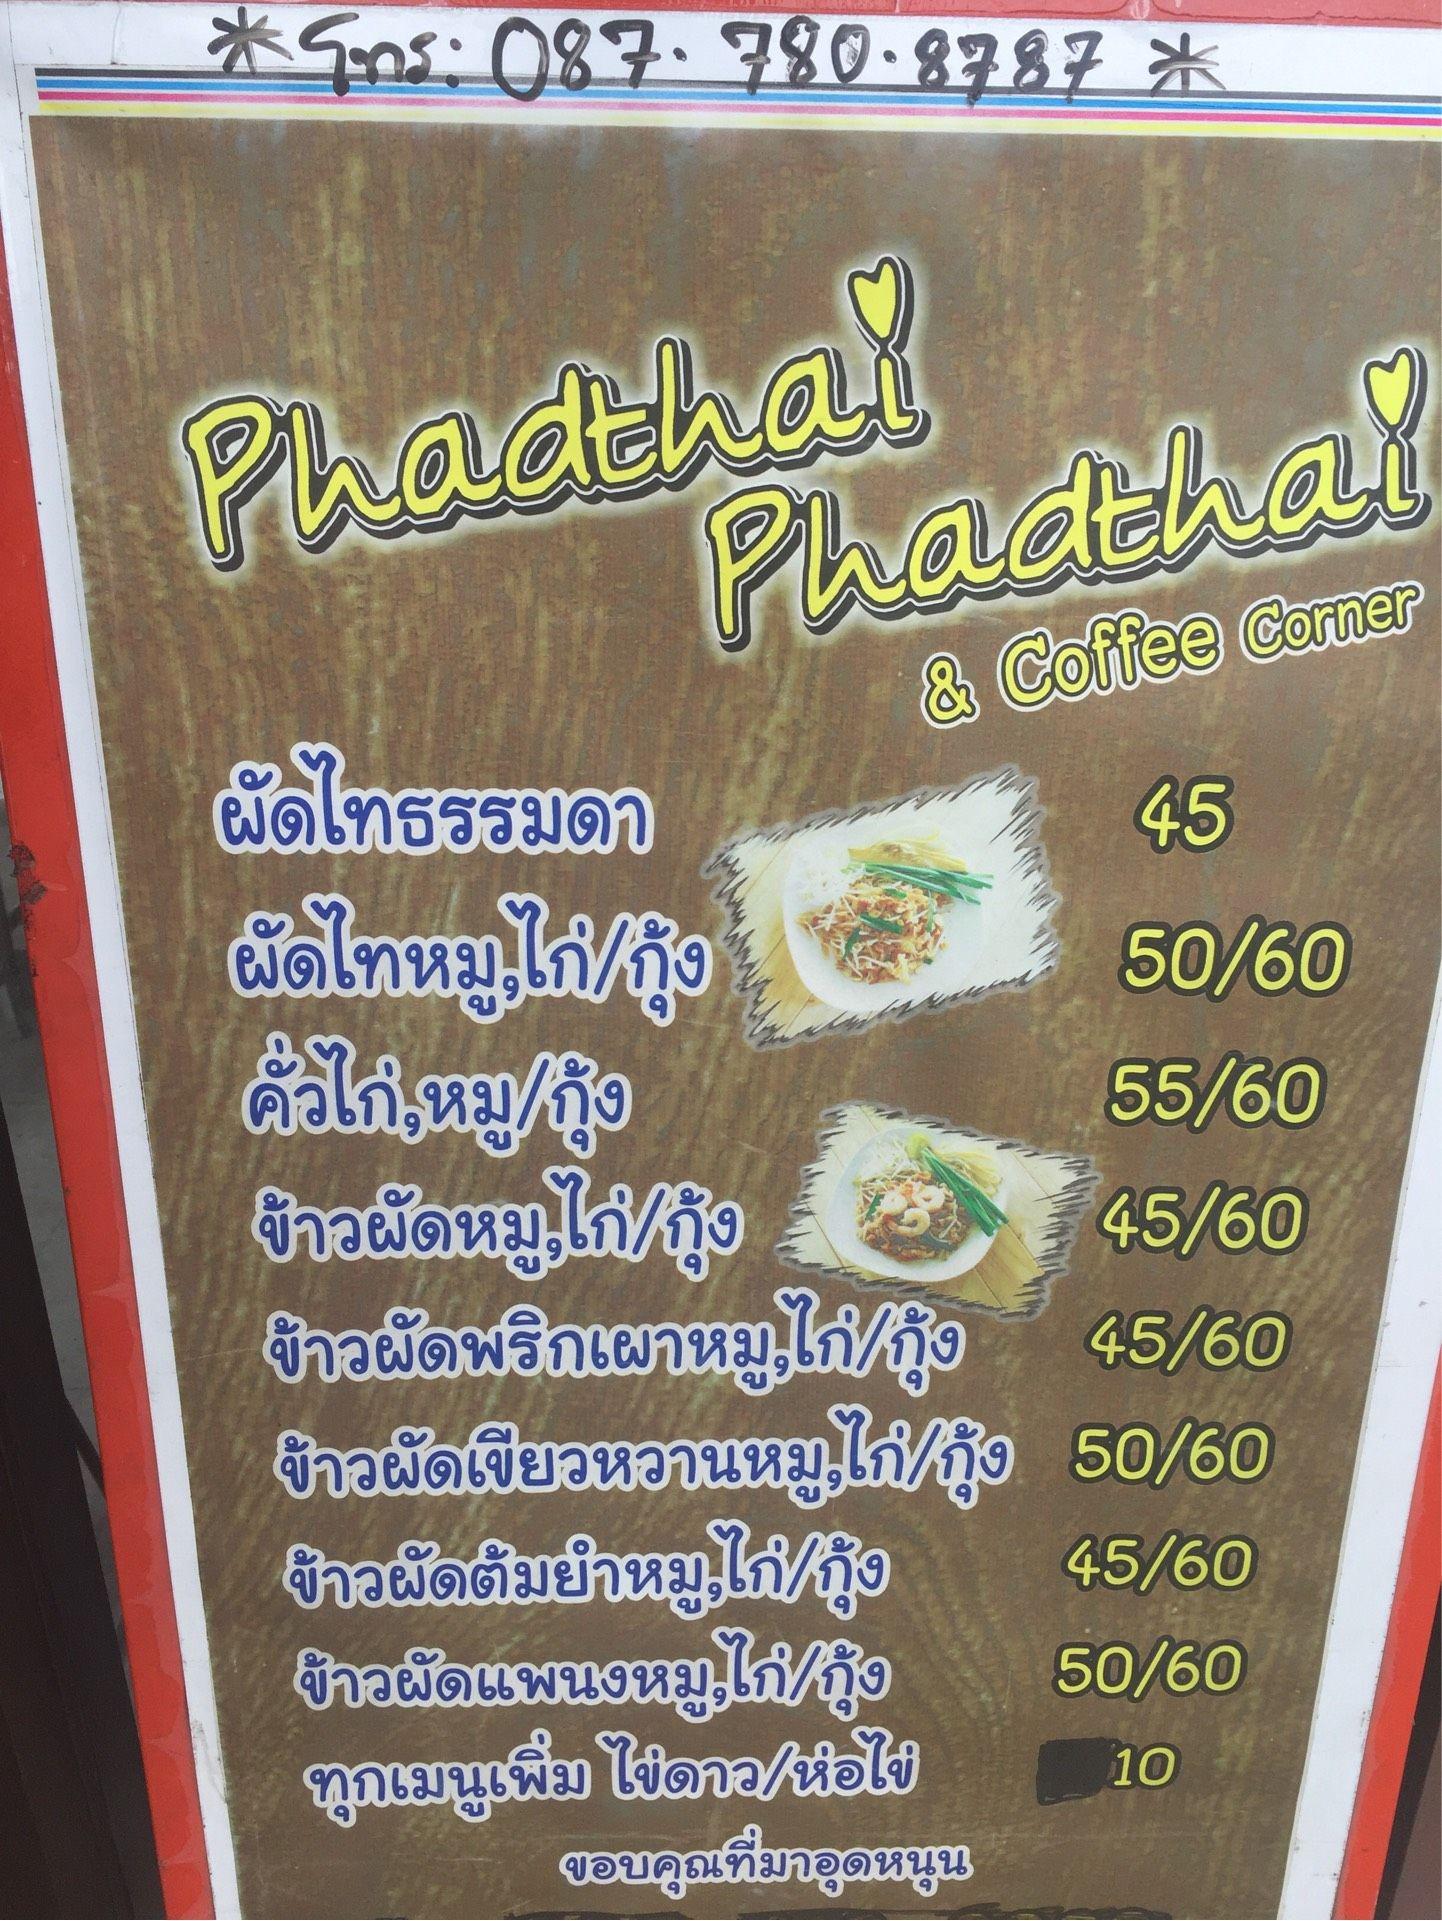 * โทร: 087. 780.8787 *
Phadthai
Phadthai
& Coffee Corner
ผัดไทธรรมดา 45
ผัดไทหมู,ไก่/กุ้ง 50/60
คั่วไก่,หมู/กุ้ง 55/60
ข้าวผัดหมู,ไก่/กุ้ง 45/60
ข้าวผัดพริกเผาหมู,ไก่/กุ้ง 45/60
ข้าวผัดเขียวหวานหมู,ไก่/กุ้ง 50/60
ข้าวผัดต้มยำหมู,ไก่/กุ้ง 45/60
ข้าวผัดแพนงหมู,ไก่/กุ้ง 50/60
ทุกเมนูเพิ่ม ไข่ดาว/ห่อไข่ 10
ขอบคุณที่มาอุดหนุน